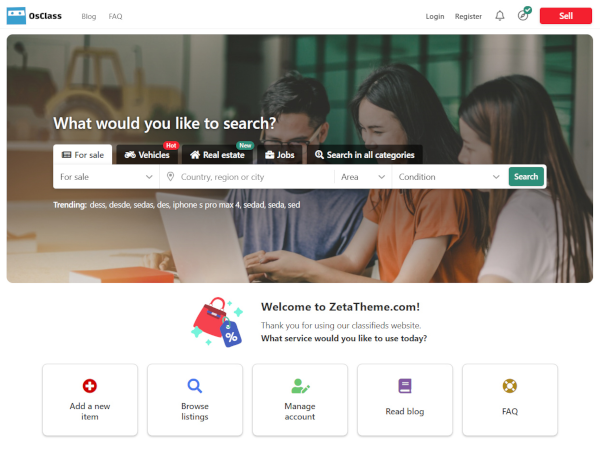 OsClass
Blog
FAQ
Login
Register
Sell
What would you like to search?
For sale
Vehicles
Hot
Real estate
New
Jobs
Search in all categories
For sale
Country, region or city
Area
Condition
Search
Trending: dess, desde, sedas, des, iphone s pro max 4, sedad, seda, sed
Welcome to ZetaTheme.com!
Thank you for using our classifieds website.
What service would you like to use today?
Add a new
item
Browse
listings
Manage
account
Read blog
FAQ